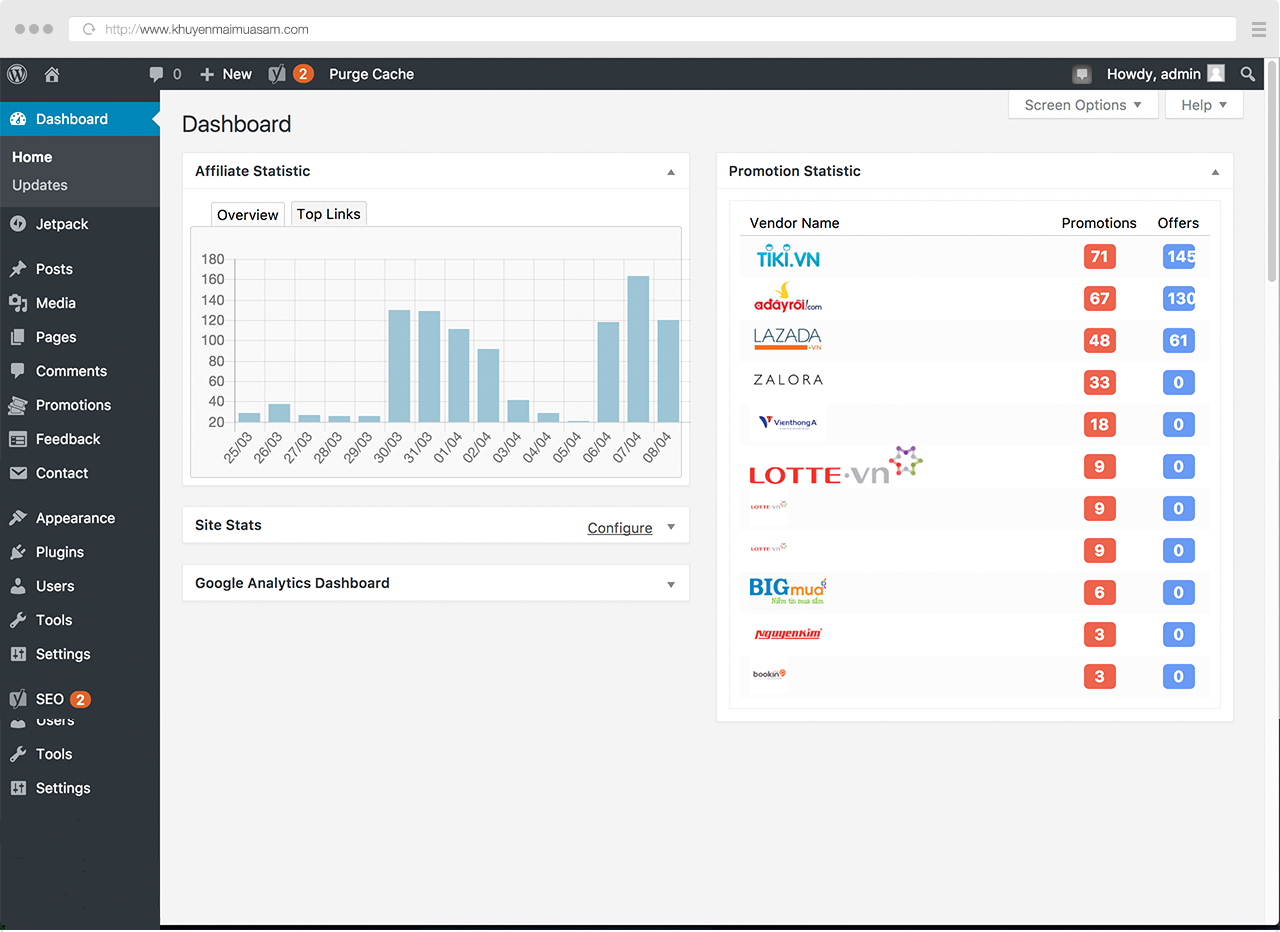 http://www.khuyenmaimuasam.com
0
New
2
Purge Cache
Howdy, admin
Screen Options ▼
Help ▼
Dashboard
Home
Updates
Jetpack
Posts
Media
Pages
Comments
Promotions
Feedback
Contact
Appearance
Plugins
Users
Tools
Settings
SEO 2
Users
Tools
Settings
Dashboard
Affiliate Statistic
Overview
Top Links
180
160
140
120
100
80
60
40
20
25/03 26/03 27/03 28/03 29/03 30/03 31/03 01/04 02/04 03/04 04/04 05/04 06/04 07/04 08/04
Site Stats
Configure
Google Analytics Dashboard
Promotion Statistic
Vendor Name Promotions Offers
TIKI.VN 71 145
adâyrồi!.com 67 130
LAZADA .VN 48 61
ZALORA 33 0
VienthongA 18 0
LOTTE.vn 9 0
LOTTE.vn 9 0
LOTTE.vn 9 0
BIGmua 6 0
Niềm tin mua sắm
NguyenKim 3 0
bookin 3 0